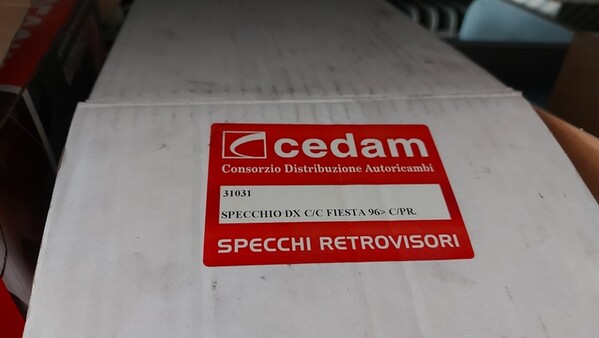 cedam
Consorzio Distribuzione Autoricambi
31031
SPECCHIO DX C/C FIESTA 96> C/PR.
SPECCHI RETROVISORI